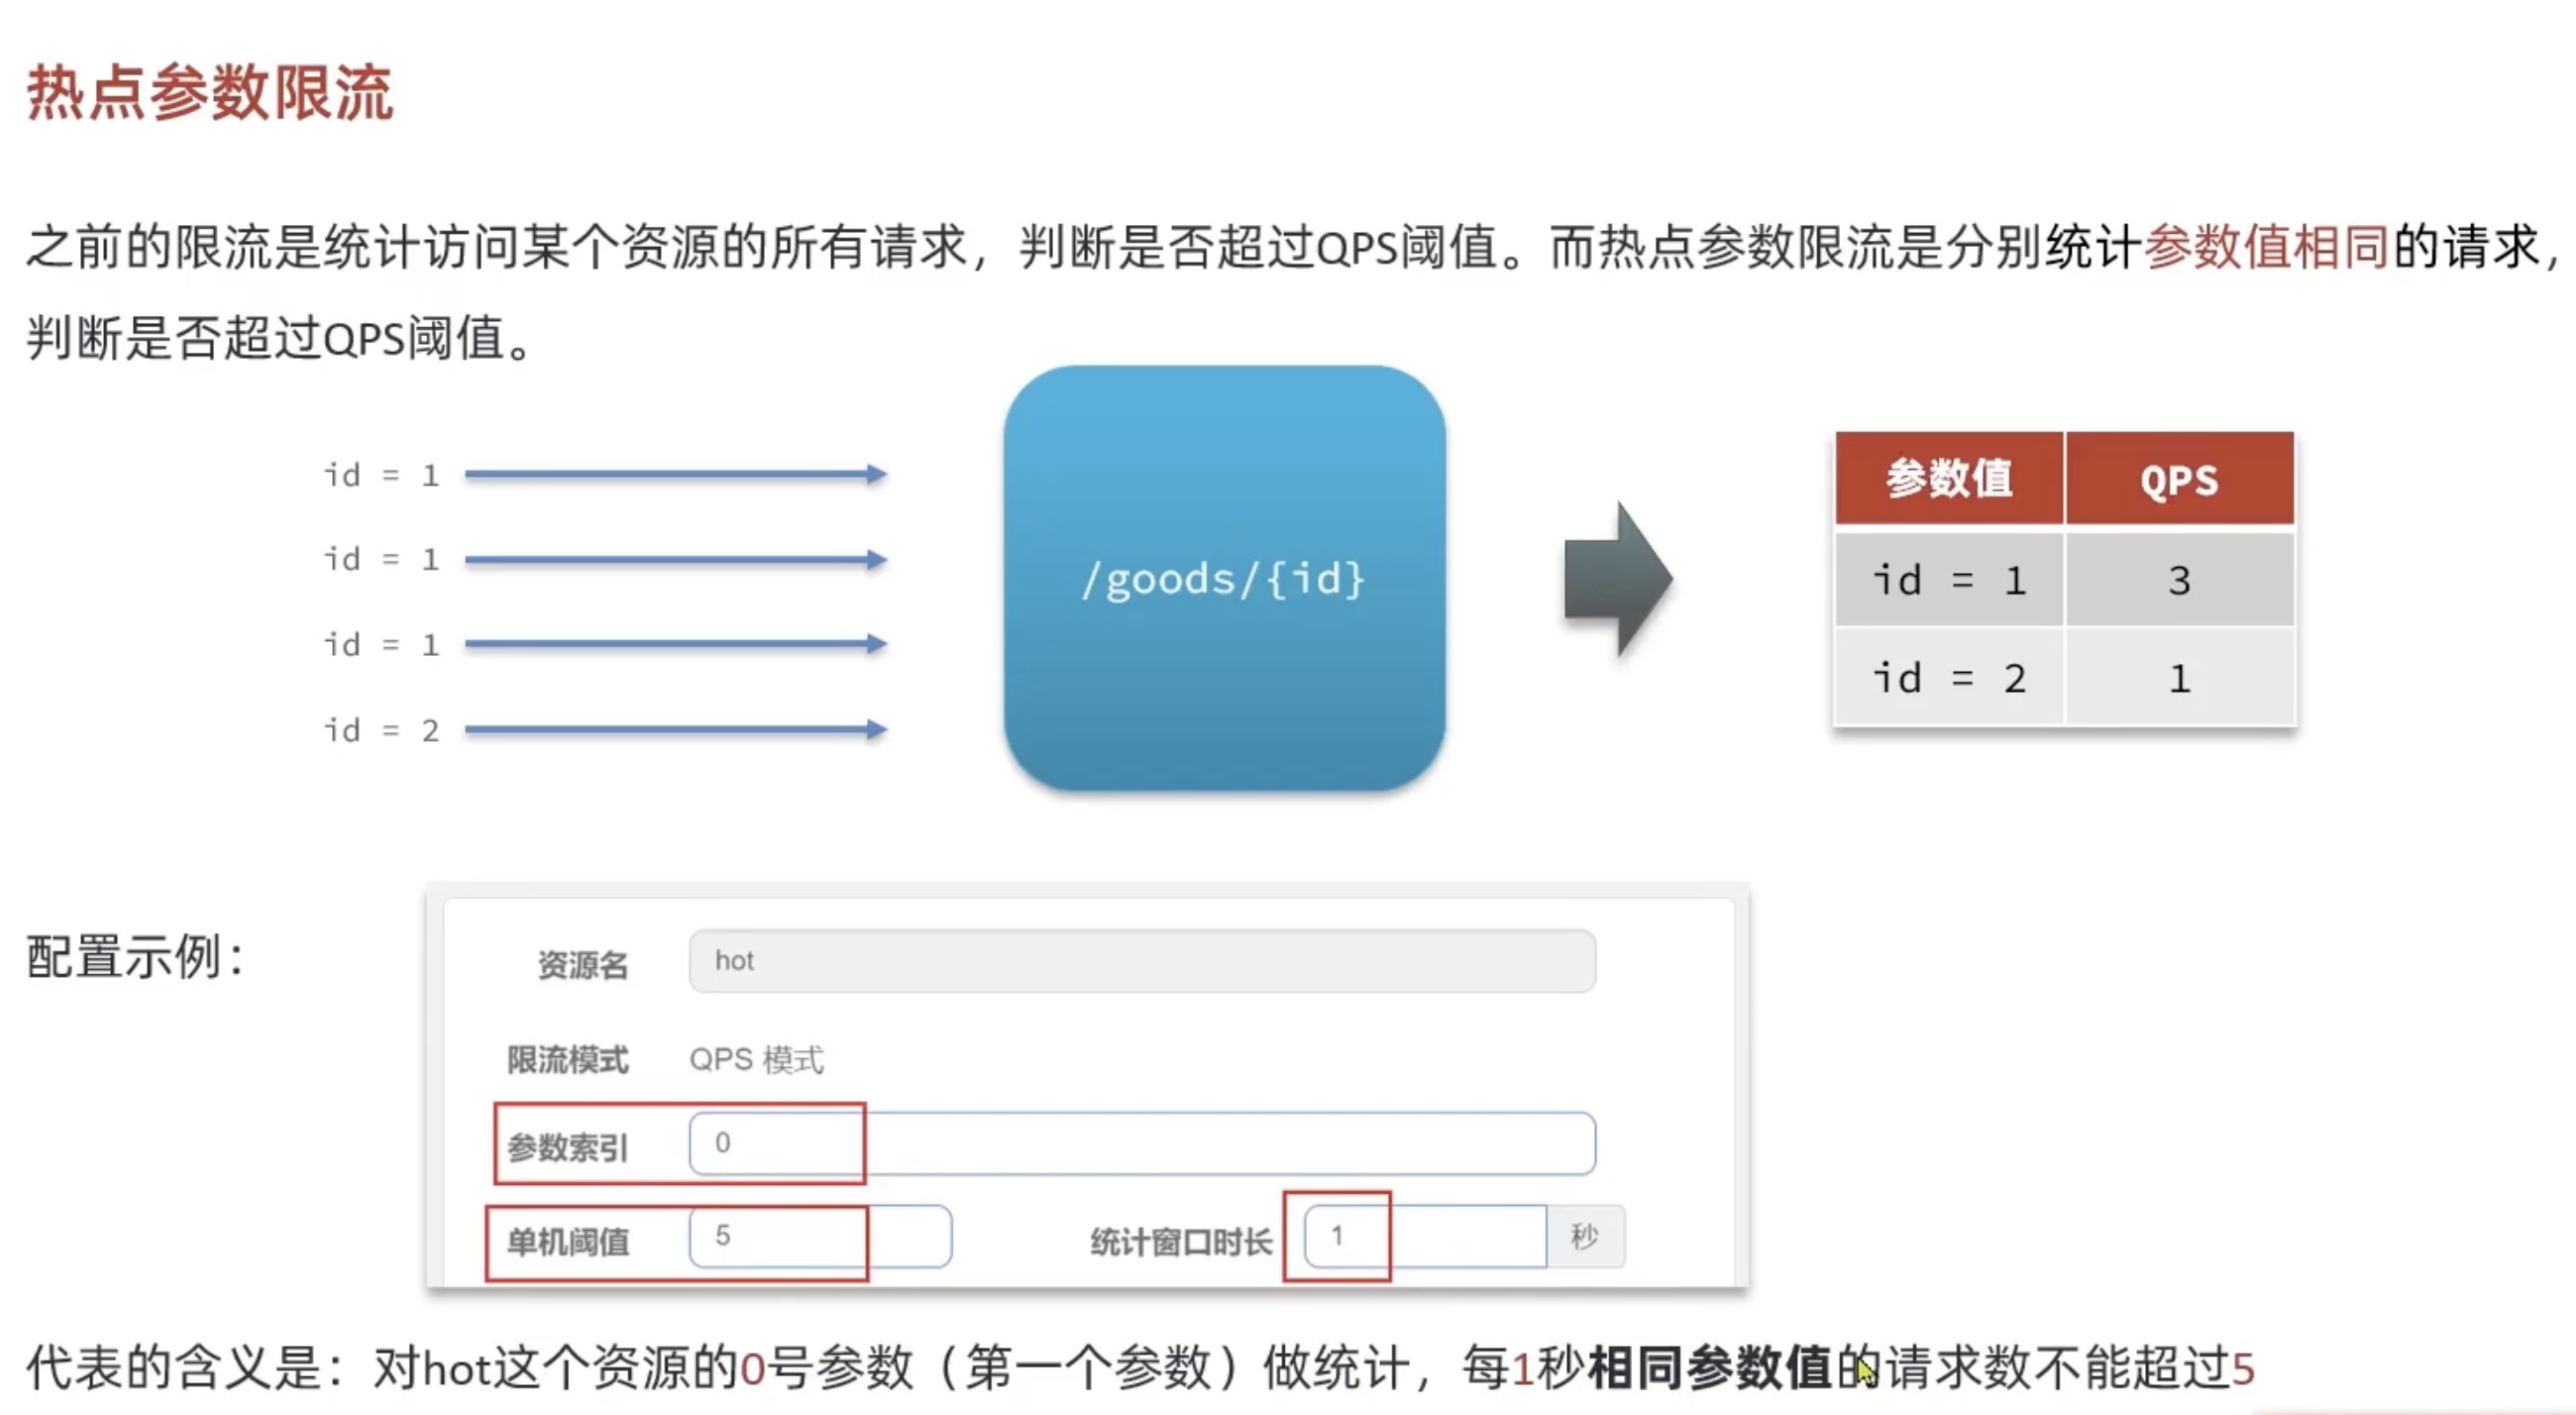 热点参数限流
之前的限流是统计访问某个资源的所有请求，判断是否超过QPS阈值。而热点参数限流是分别统计参数值相同的请求，
判断是否超过QPS阈值。
id = 1
id = 1
id = 1
id = 2
/goods/{id}
参数值 QPS
id = 1 3
id = 2 1
配置示例：
资源名 hot
限流模式 QPS 模式
参数索引 0
单机阈值 5 统计窗口时长 1 秒
代表的含义是：对hot这个资源的0号参数（第一个参数）做统计，每1秒相同参数值的请求数不能超过5